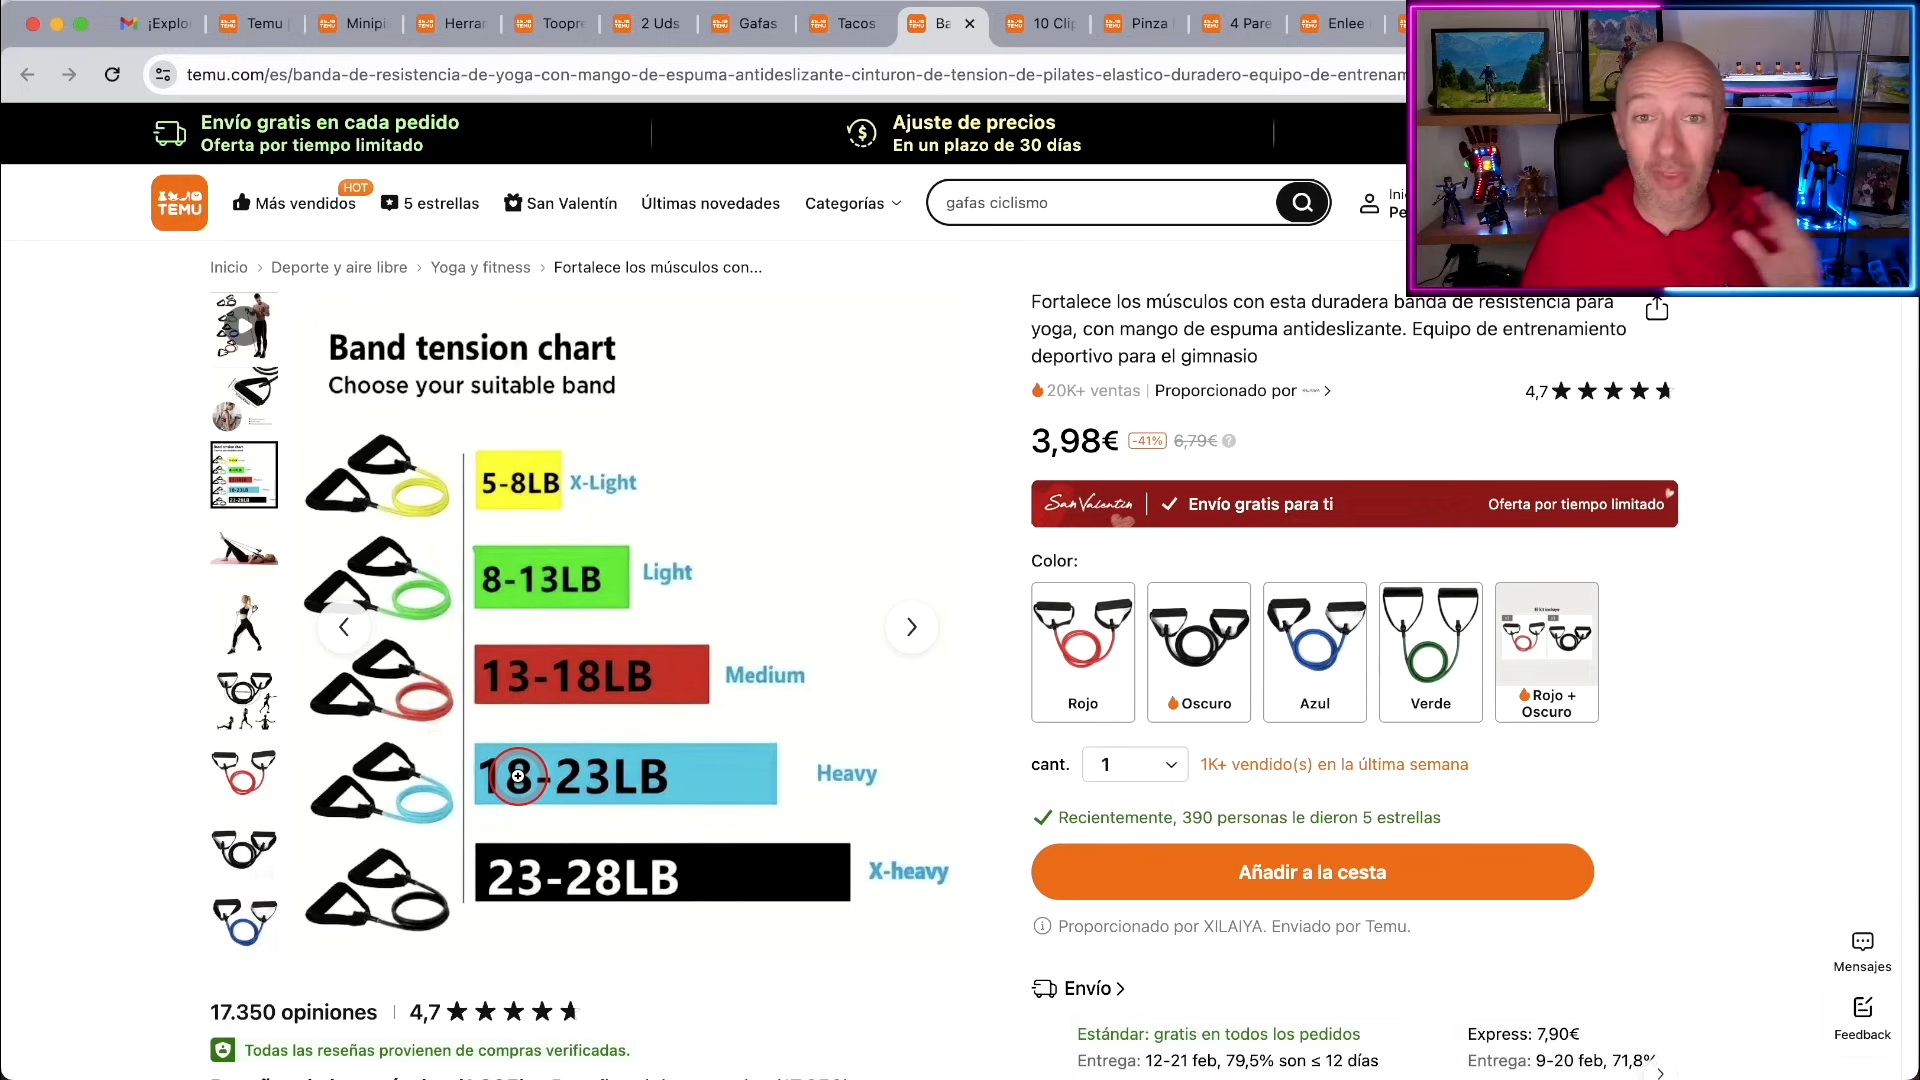 ¡Explo
Temu
Minipi
Herrar
Toopre
2 Uds
Gafas
Tacos
Ba
10 Clip
Pinza
4 Pare
Enlee
temu.com/es/banda-de-resistencia-de-yoga-con-mango-de-espuma-antideslizante-cinturon-de-tension-de-pilates-elastico-duradero-equipo-de-entrenam
Envío gratis en cada pedido
Oferta por tiempo limitado
Ajuste de precios
En un plazo de 30 días
TEMU
Más vendidos
HOT
5 estrellas
San Valentín
Últimas novedades
Categorías
gafas ciclismo
Ini
Pe
Inicio › Deporte y aire libre › Yoga y fitness › Fortalece los músculos con...
Band tension chart
Choose your suitable band
5-8LB X-Light
8-13LB Light
13-18LB Medium
18-23LB Heavy
23-28LB X-heavy
17.350 opiniones | 4,7
Todas las reseñas provienen de compras verificadas.
Fortalece los músculos con esta duradera banda de resistencia para
yoga, con mango de espuma antideslizante. Equipo de entrenamiento
deportivo para el gimnasio
20K+ ventas | Proporcionado por
4,7
3,98€ -41% 6,79€
San Valentín
Envío gratis para ti
Oferta por tiempo limitado
Color:
Rojo
Oscuro
Azul
Verde
Rojo +
Oscuro
cant. 1
1K+ vendido(s) en la última semana
Recientemente, 390 personas le dieron 5 estrellas
Añadir a la cesta
Proporcionado por XILAIYA. Enviado por Temu.
Envío
Estándar: gratis en todos los pedidos
Entrega: 12-21 feb, 79,5% son ≤ 12 días
Express: 7,90€
Entrega: 9-20 feb, 71,8%
Mensajes
Feedback